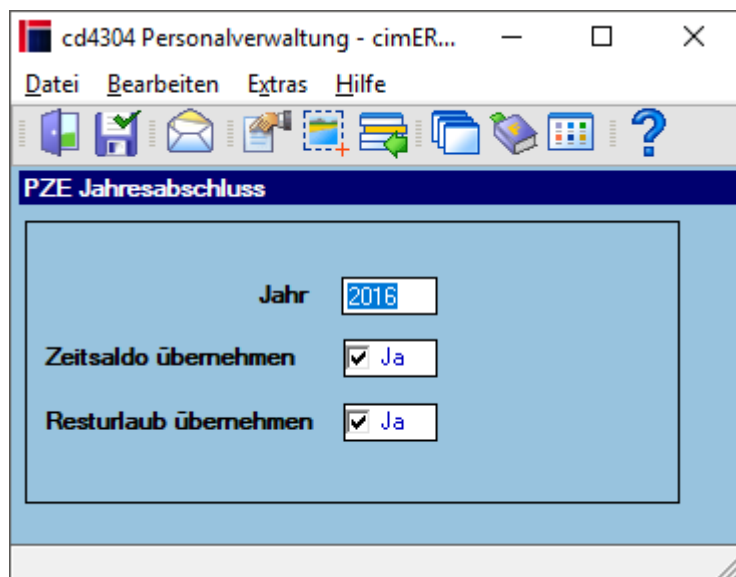 cd4304 Personalverwaltung - cimER...
Datei Bearbeiten Extras Hilfe
PZE Jahresabschluss
Jahr 2016
Zeitsaldo übernehmen Ja
Resturlaub übernehmen Ja